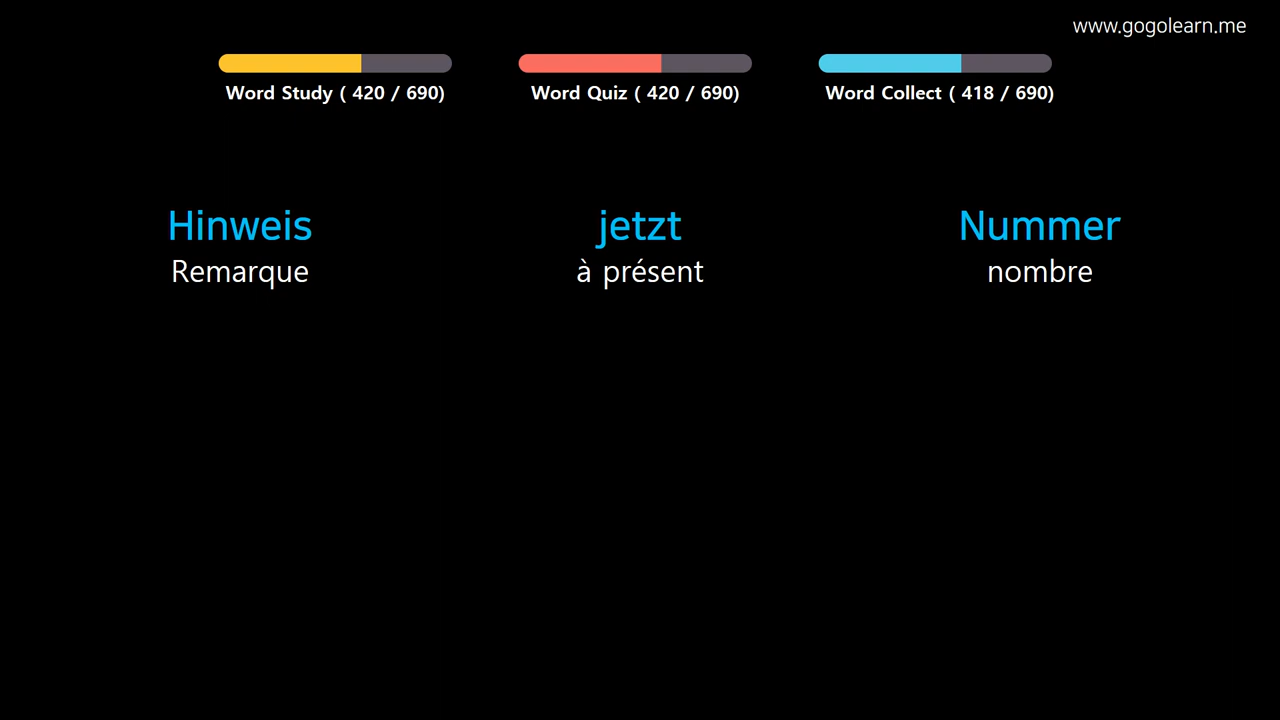 www.gogolearn.me
Word Study ( 420 / 690)
Word Quiz ( 420 / 690)
Word Collect ( 418 / 690)
Hinweis
Remarque
jetzt
à présent
Nummer
nombre